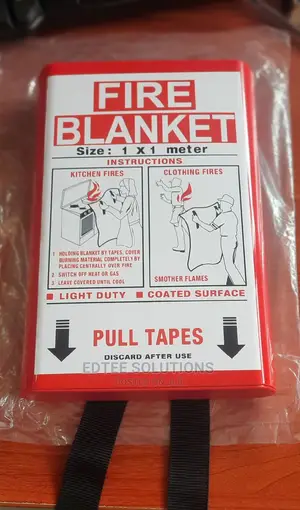 FIRE
BLANKET
Size: 1 X 1 meter
INSTRUCTIONS
KITCHEN FIRES
CLOTHING FIRES
1 HOLDING BLANKET BY TAPES, COVER
BURNING MATERIAL COMPLETELY BY
PLACING CENTRALLY OVER FIRE
2 SWITCH OFF HEAT OR GAS
3 LEAVE COVERED UNTIL COOL
SMOTHER FLAMES
LIGHT DUTY
COATED SURFACE
PULL TAPES
DISCARD AFTER USE
EDTEE SOLUTIONS